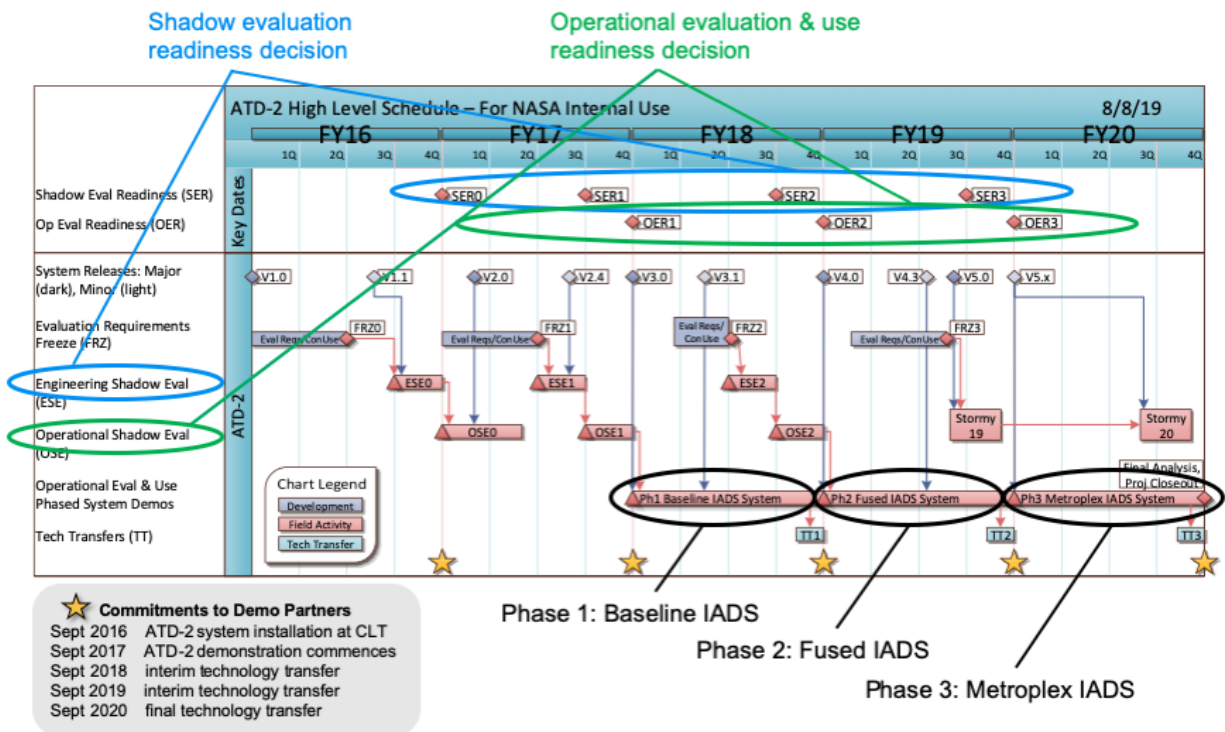 Shadow evaluation
readiness decision
Operational evaluation & use
readiness decision
ATD-2 High Level Schedule – For NASA Internal Use
8/8/19
FY16
FY17
FY18
FY19
FY20
1Q 2Q 3Q 4Q 1Q 2Q 3Q 4Q 1Q 2Q 3Q 4Q 1Q 2Q 3Q 4Q 1Q 2Q 3Q 4Q
Key Dates
Shadow Eval Readiness (SER)
SER0
SER1
SER2
SER3
Op Eval Readiness (OER)
OER1
OER2
OER3
ATD-2
System Releases: Major
(dark), Minor (light)
V1.0
V1.1
V2.0
V2.4
V3.0
V3.1
V4.0
V4.3
V5.0
V5.x
Evaluation Requirements
Freeze (FRZ)
Eval Reqs/ConUse
FRZ0
Eval Reqs/ConUse
FRZ1
Eval Reqs/
ConUse
FRZ2
Eval Reqs/ConUse
FRZ3
Engineering Shadow Eval
(ESE)
ESE0
ESE1
ESE2
Operational Shadow Eval
(OSE)
OSE0
OSE1
OSE2
Stormy
19
Stormy
20
Operational Eval & Use
Phased System Demos
Ph1 Baseline IADS System
Ph2 Fused IADS System
Ph3 Metroplex IADS System
Final Analysis,
Proj Closeout
Tech Transfers (TT)
TT1
TT2
TT3
Chart Legend
Development
Field Activity
Tech Transfer
Commitments to Demo Partners
Sept 2016 ATD-2 system installation at CLT
Sept 2017 ATD-2 demonstration commences
Sept 2018 interim technology transfer
Sept 2019 interim technology transfer
Sept 2020 final technology transfer
Phase 1: Baseline IADS
Phase 2: Fused IADS
Phase 3: Metroplex IADS